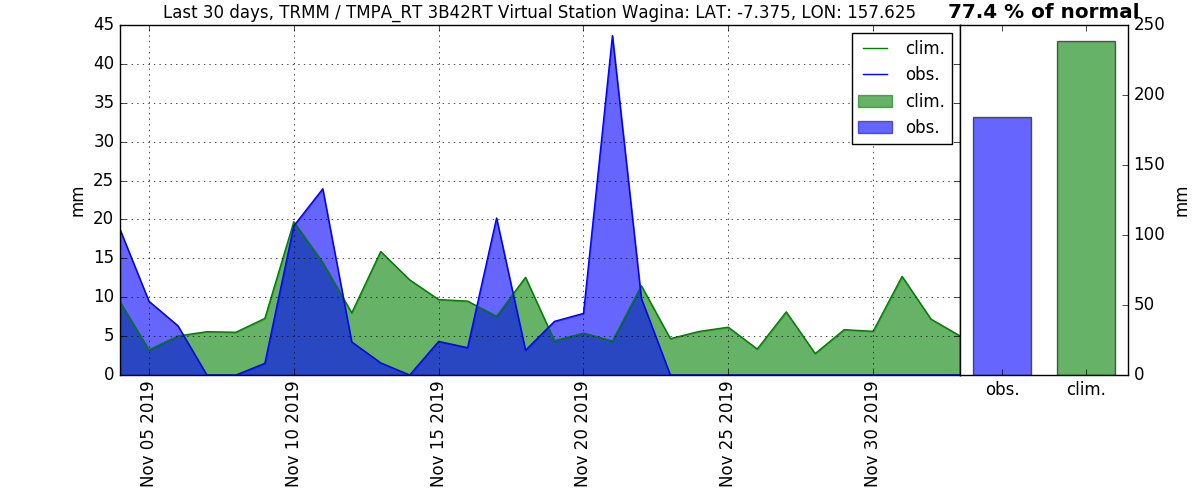 Last 30 days, TRMM / TMPA_RT 3B42RT Virtual Station Wagina: LAT: -7.375, LON: 157.625
77.4 % of normal
45
40
35
30
25
20
15
10
5
0
mm
clim.
obs.
clim.
obs.
250
200
150
100
50
0
mm
Nov 05 2019
Nov 10 2019
Nov 15 2019
Nov 20 2019
Nov 25 2019
Nov 30 2019
obs.
clim.